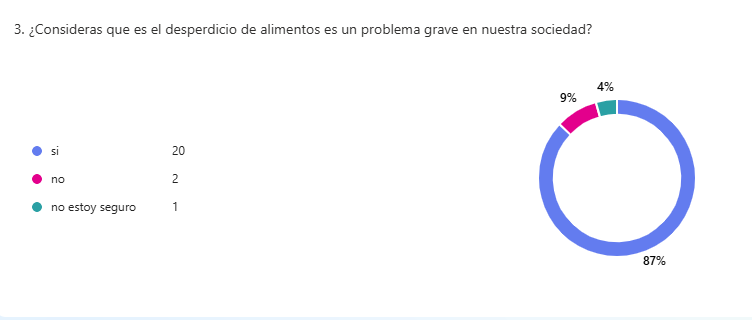 3. ¿Consideras que es el desperdicio de alimentos es un problema grave en nuestra sociedad?
4%
9%
si 20
no 2
no estoy seguro 1
87%